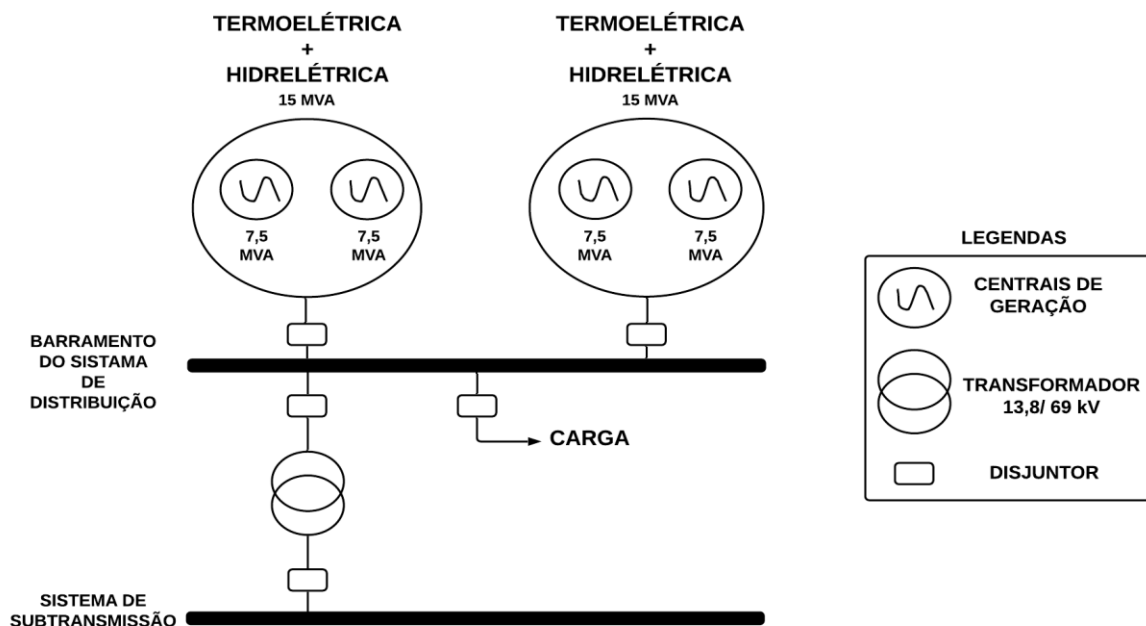 TERMOELÉTRICA
+
HIDRELÉTRICA
15 MVA
7,5
MVA
7,5
MVA
TERMOELÉTRICA
+
HIDRELÉTRICA
15 MVA
7,5
MVA
7,5
MVA
BARRAMENTO
DO SISTAMA
DE
DISTRIBUIÇÃO
CARGA
SISTEMA DE
SUBTRANSMISSÃO
LEGENDAS
CENTRAIS DE
GERAÇÃO
TRANSFORMADOR
13,8/ 69 kV
DISJUNTOR